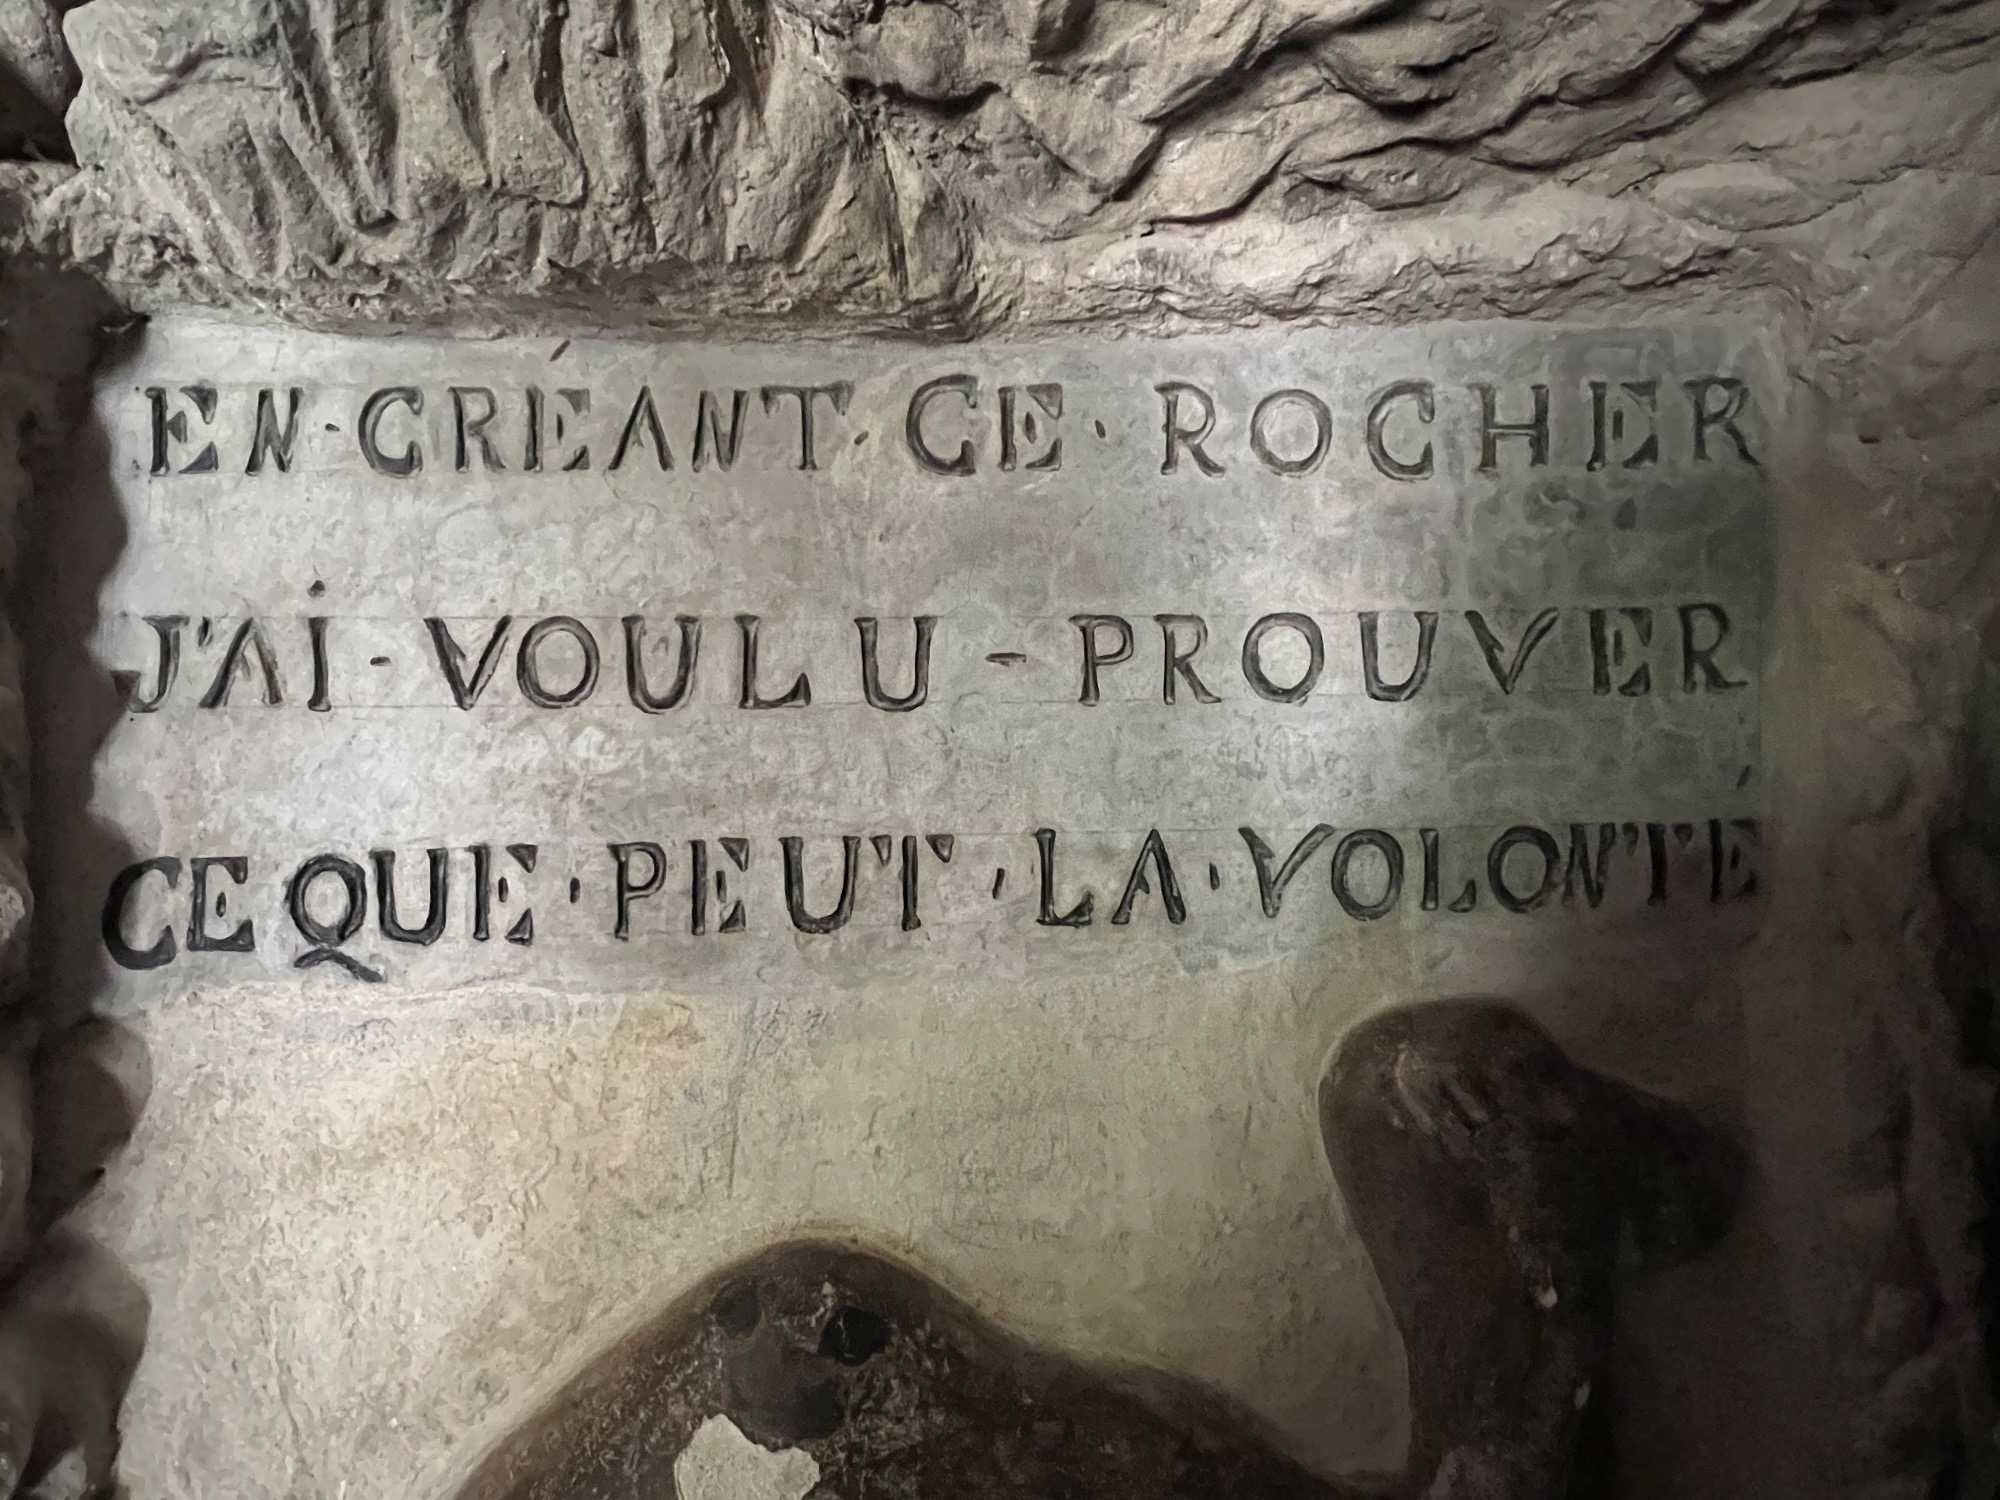 EN·CRÉANT·CE·ROCHER
J'AI-VOULU-PROUVER
CE QUE·PEUT·LA·VOLONTÉ